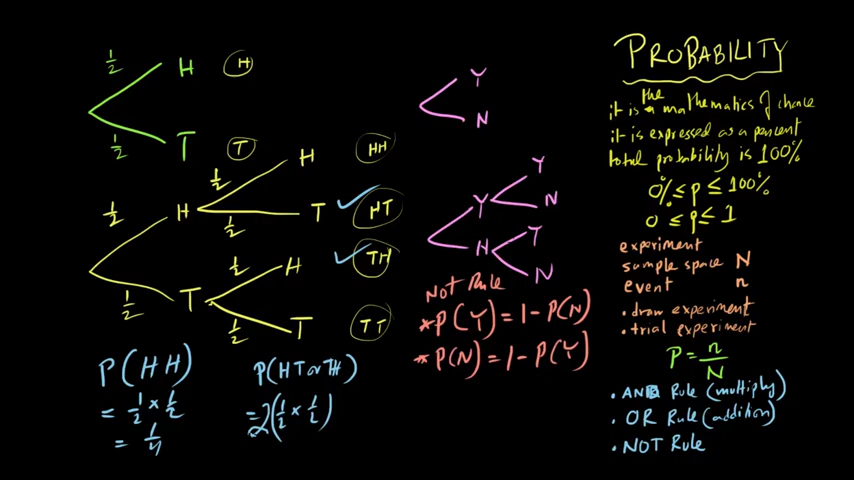 1/2 H H
1/2 T T
1/2 H 1/2 H HH
1/2 T HT
1/2 T 1/2 H TH
1/2 T TT
P(HH)
= 1/2 × 1/2
= 1/4
P(HT or TH)
= 2(1/2 × 1/2)
Y
N
Y Y
N
N Y
N
NOT Rule
*P(Y) = 1 - P(N)
*P(N) = 1 - P(Y)
PROBABILITY
it is the mathematics of chance
it is expressed as a percent
total probability is 100%
0% ≤ p ≤ 100%
0 ≤ p ≤ 1
experiment
sample space N
event n
• draw experiment
• trial experiment
P = n/N
• AND Rule (multiply)
• OR Rule (addition)
• NOT Rule